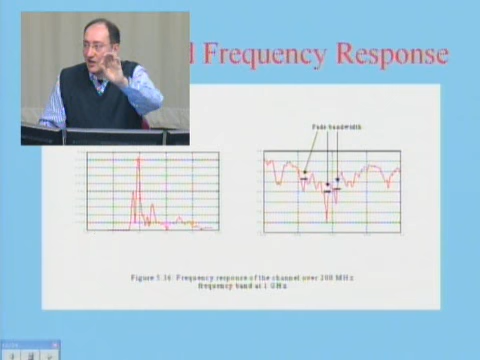 Frequency Response
Fade bandwidth
Figure 5.36: Frequency response of the channel over 200 MHz
frequency band at 1 GHz